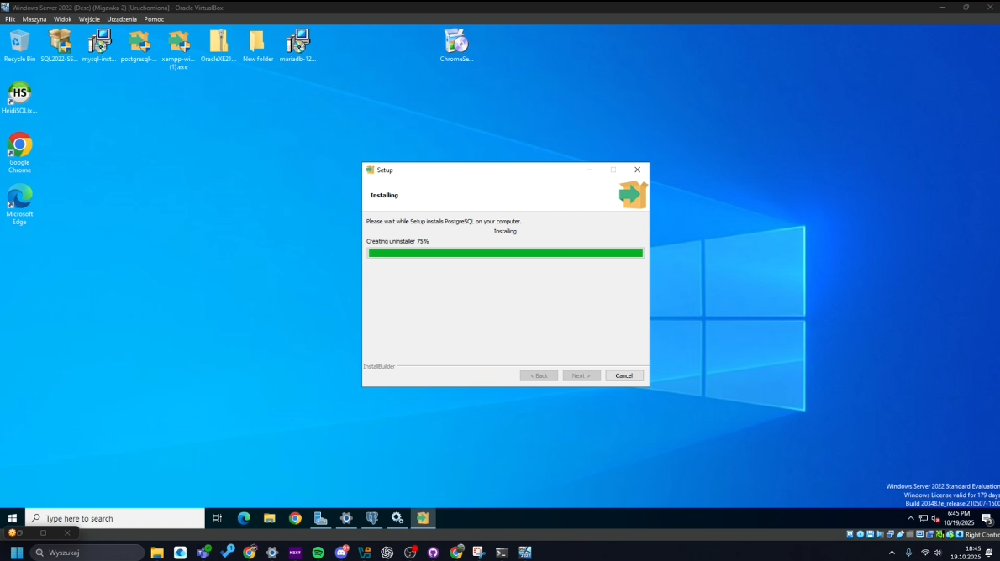 Windows Server 2022 (Desc) (Migawka 2) [Uruchomiona] - Oracle VirtualBox
Plik Maszyna Widok Wejście Urządzenia Pomoc
Recycle Bin
SQL2022-SS...
mysql-inst...
postgresql-...
xampp-wi...
(1).exe
OracleXE21...
New folder
mariadb-12...
ChromeSe...
HS
HeidiSQL(x...
Google
Chrome
Microsoft
Edge
Setup
Installing
Please wait while Setup installs PostgreSQL on your computer.
Installing
Creating uninstaller 75%
InstallBuilder
< Back
Next >
Cancel
Windows Server 2022 Standard Evaluation
Windows License valid for 179 days
Build 20348.fe_release.210507-1500
Type here to search
6:45 PM
10/19/2025
3
Right Contro
Wyszukaj
NEXT
18:45
19.10.2025